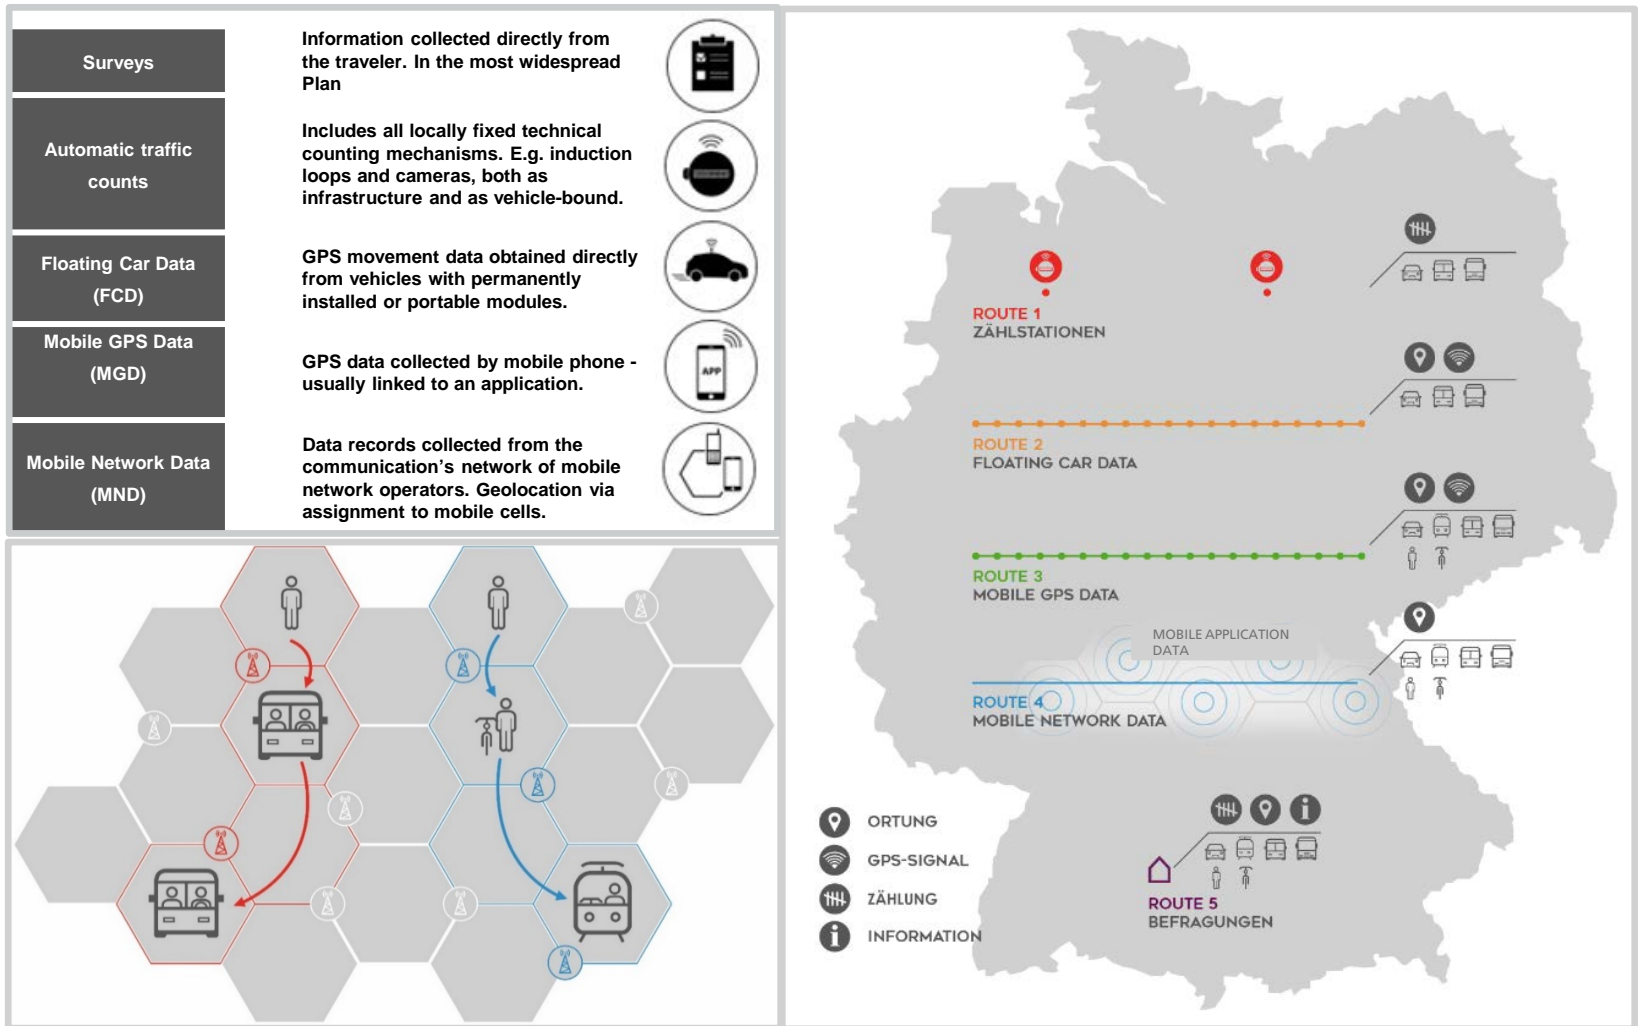 Surveys
Information collected directly from
the traveler. In the most widespread
Plan
Automatic traffic
counts
Includes all locally fixed technical
counting mechanisms. E.g. induction
loops and cameras, both as
infrastructure and as vehicle-bound.
Floating Car Data
(FCD)
GPS movement data obtained directly
from vehicles with permanently
installed or portable modules.
Mobile GPS Data
(MGD)
GPS data collected by mobile phone -
usually linked to an application.
APP
Mobile Network Data
(MND)
Data records collected from the
communication’s network of mobile
network operators. Geolocation via
assignment to mobile cells.
ROUTE 1
ZÄHLSTATIONEN
ROUTE 2
FLOATING CAR DATA
ROUTE 3
MOBILE GPS DATA
MOBILE APPLICATION
DATA
ROUTE 4
MOBILE NETWORK DATA
ROUTE 5
BEFRAGUNGEN
ORTUNG
GPS-SIGNAL
ZÄHLUNG
INFORMATION